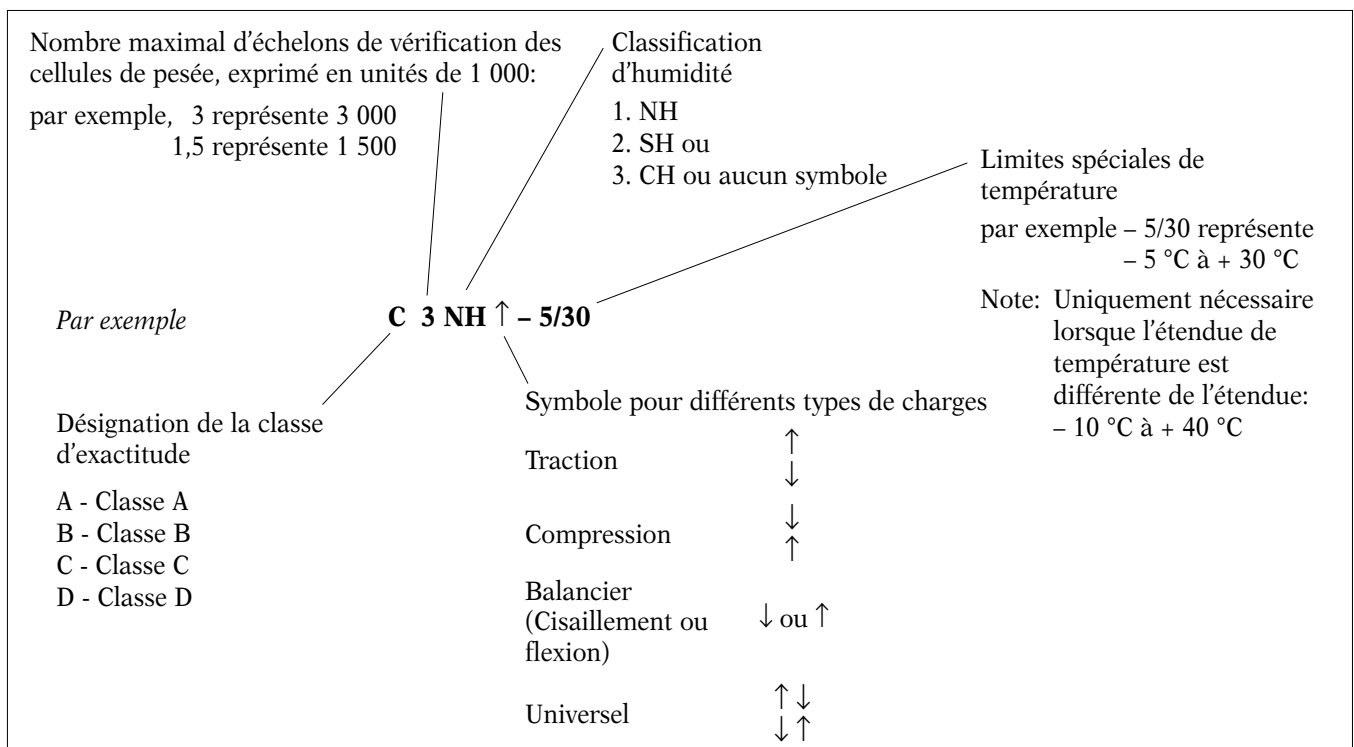 Nombre maximal d'échelons de vérification des
cellules de pesée, exprimé en unités de 1 000:
par exemple, 3 représente 3 000
1,5 représente 1 500
Classification
d'humidité
1. NH
2. SH ou
3. CH ou aucun symbole
Limites spéciales de
température
par exemple – 5/30 représente
– 5 °C à + 30 °C
Note: Uniquement nécessaire
lorsque l'étendue de
température est
différente de l'étendue:
– 10 °C à + 40 °C
Par exemple
C 3 NH ↑ – 5/30
Désignation de la classe
d'exactitude
A - Classe A
B - Classe B
C - Classe C
D - Classe D
Symbole pour différents types de charges
↑
Traction
↓
↓
Compression
↑
Balancier
(Cisaillement ou ↓ ou ↑
flexion)
↑ ↓
Universel
↓ ↑